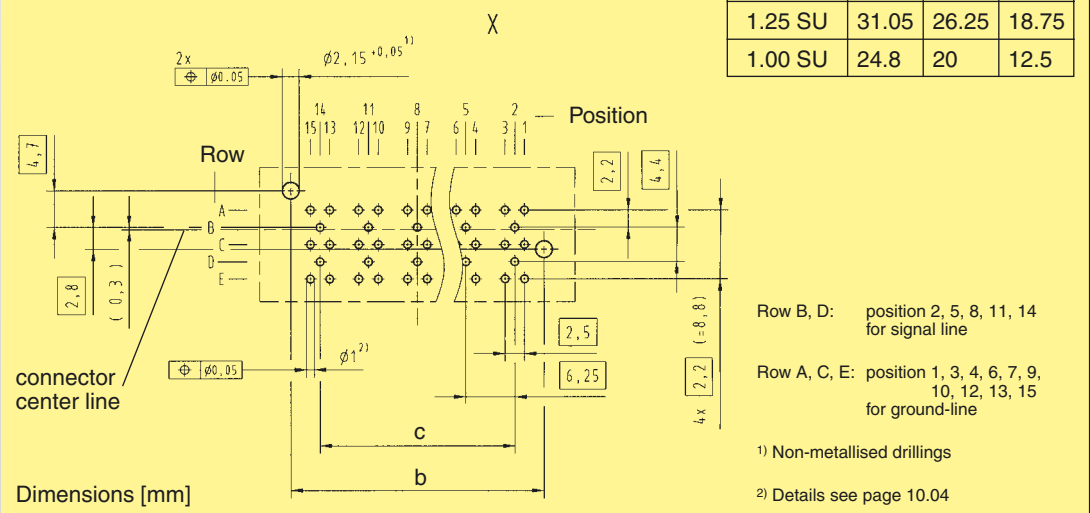 X
1.25 SU 31.05 26.25 18.75
1.00 SU 24.8 20 12.5
2x
⌖ ø0.05
ø2,15 +0,05 1)
14 11 8 5 2
15 13 12 10 9 7 6 4 3 1
Position
Row
4,7
2,2
4,4
A
B
C
D
E
2,8
(0,3)
2,5
6,25
4x 2,2 (=8,8)
⌖ ø0,05
ø1 2)
connector
center line
c
b
Dimensions [mm]
Row B, D: position 2, 5, 8, 11, 14
for signal line
Row A, C, E: position 1, 3, 4, 6, 7, 9,
10, 12, 13, 15
for ground-line
1) Non-metallised drillings
2) Details see page 10.04